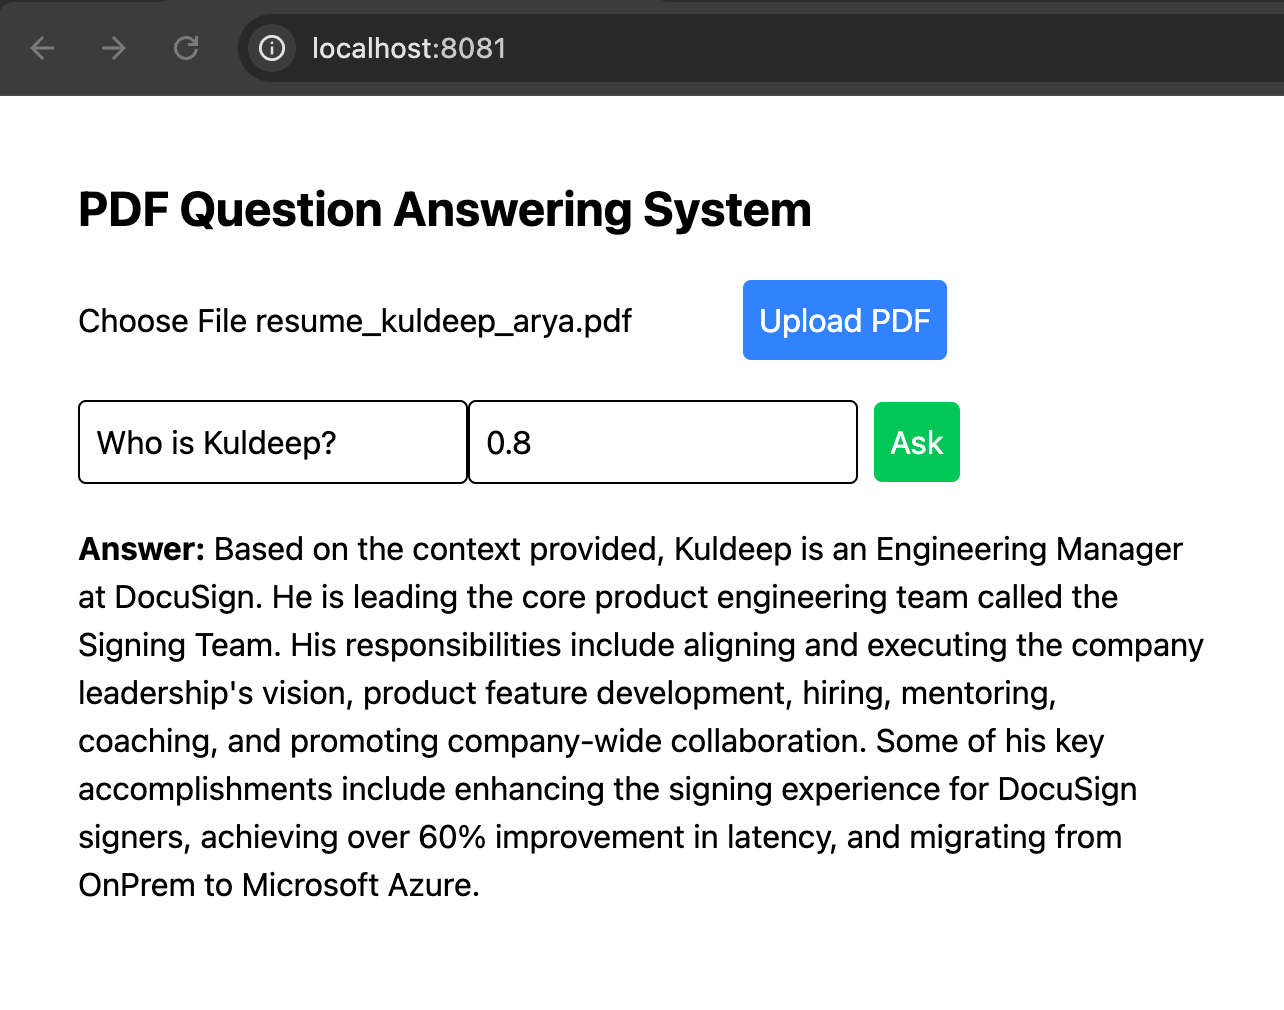 localhost:8081
PDF Question Answering System
Choose File resume_kuldeep_arya.pdf Upload PDF
Who is Kuldeep? 0.8 Ask
Answer: Based on the context provided, Kuldeep is an Engineering Manager
at DocuSign. He is leading the core product engineering team called the
Signing Team. His responsibilities include aligning and executing the company
leadership's vision, product feature development, hiring, mentoring,
coaching, and promoting company-wide collaboration. Some of his key
accomplishments include enhancing the signing experience for DocuSign
signers, achieving over 60% improvement in latency, and migrating from
OnPrem to Microsoft Azure.